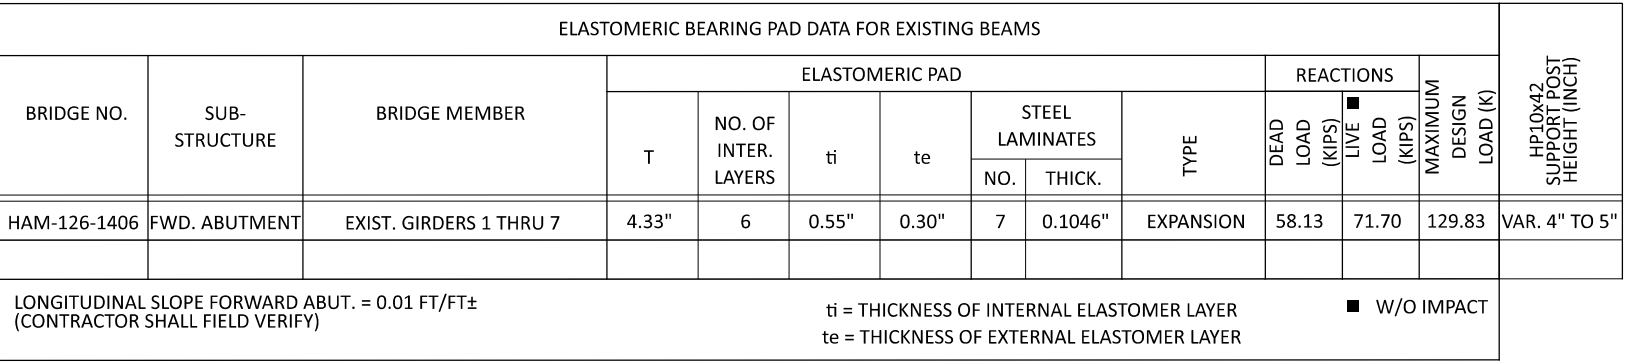 ELASTOMERIC BEARING PAD DATA FOR EXISTING BEAMS
BRIDGE NO.
SUB-
STRUCTURE
BRIDGE MEMBER
ELASTOMERIC PAD
T
NO. OF
INTER.
LAYERS
ti
te
STEEL
LAMINATES
NO.
THICK.
TYPE
REACTIONS
DEAD
LOAD
(KIPS)
LIVE ■
LOAD
(KIPS)
MAXIMUM
DESIGN
LOAD (K)
HP10x42
SUPPORT POST
HEIGHT (INCH)
HAM-126-1406 FWD. ABUTMENT EXIST. GIRDERS 1 THRU 7 4.33" 6 0.55" 0.30" 7 0.1046" EXPANSION 58.13 71.70 129.83 VAR. 4" TO 5"
LONGITUDINAL SLOPE FORWARD ABUT. = 0.01 FT/FT±
(CONTRACTOR SHALL FIELD VERIFY)
ti = THICKNESS OF INTERNAL ELASTOMER LAYER
te = THICKNESS OF EXTERNAL ELASTOMER LAYER
■ W/O IMPACT